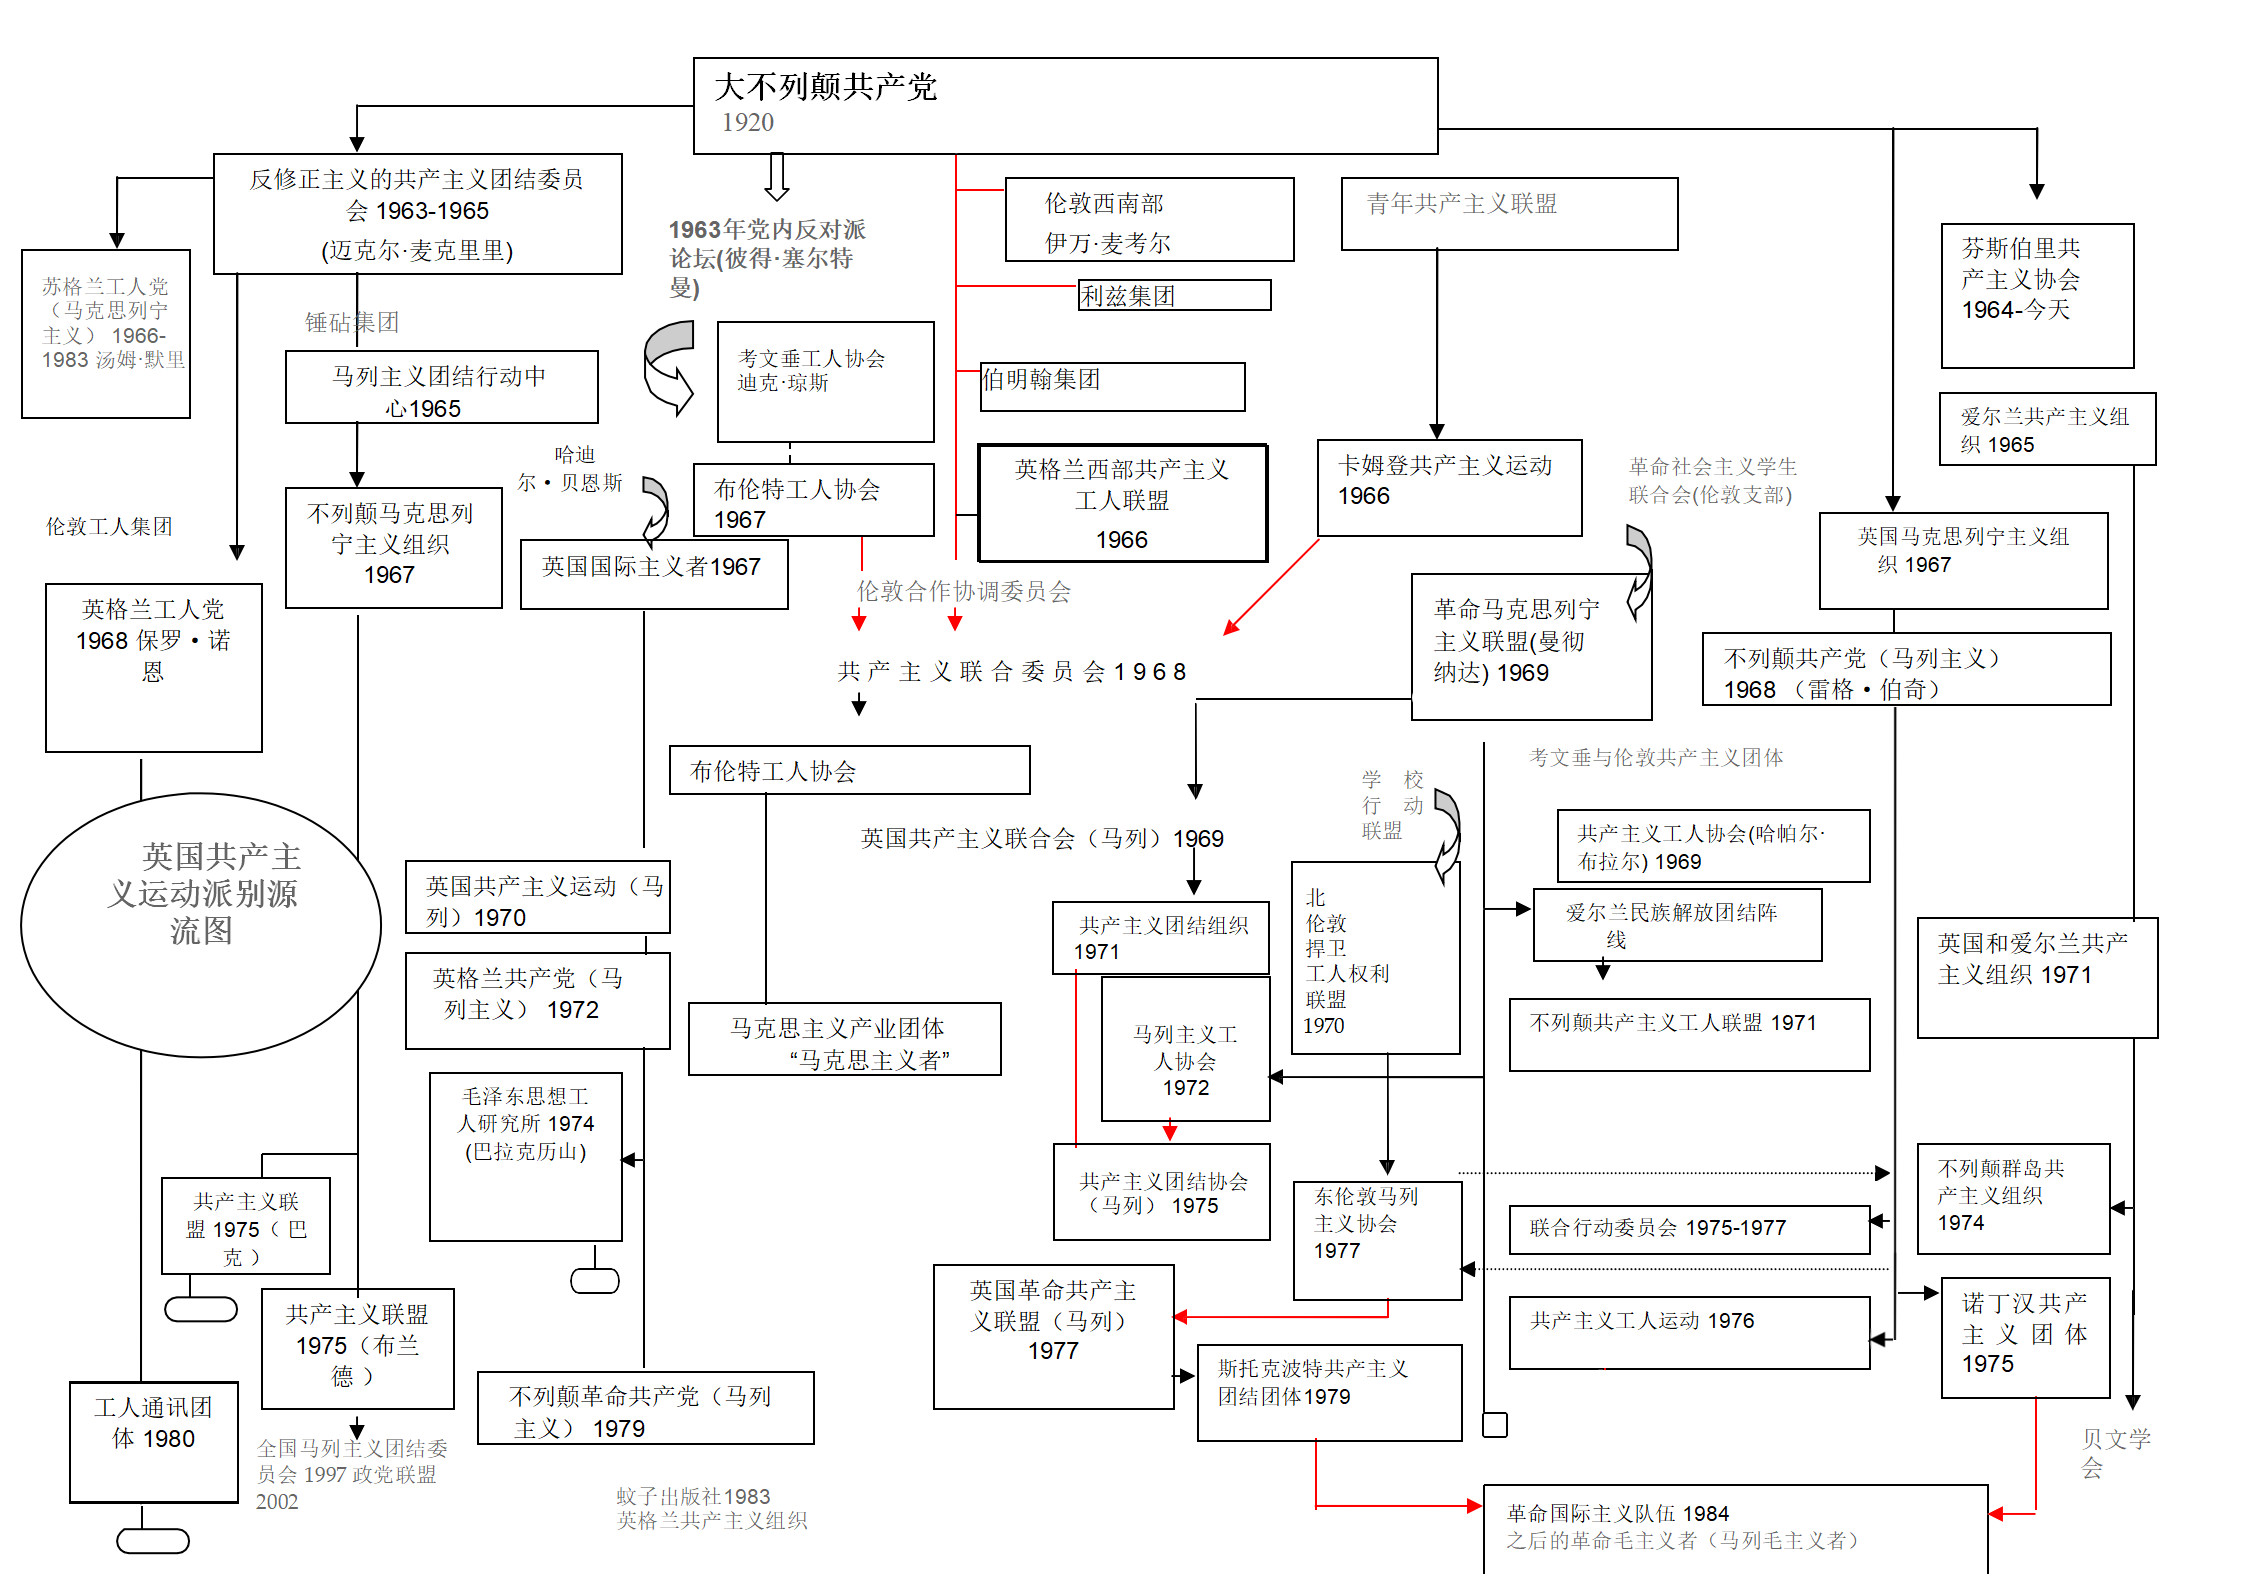 大不列颠共产党
1920
反修正主义的共产主义团结委员
会 1963-1965
(迈克尔·麦克里里)
苏格兰工人党
（马克思列宁
主义） 1966-
1983 汤姆·默里
锤砧集团
马列主义团结行动中
心1965
1963年党内反对派
论坛(彼得·塞尔特
曼)
考文垂工人协会
迪克·琼斯
伦敦西南部
伊万·麦考尔
利兹集团
伯明翰集团
青年共产主义联盟
芬斯伯里共
产主义协会
1964-今天
爱尔兰共产主义组
织 1965
哈迪
尔·贝恩斯
布伦特工人协会
1967
英格兰西部共产主义
工人联盟
1966
卡姆登共产主义运动
1966
革命社会主义学生
联合会(伦敦支部)
伦敦工人集团
不列颠马克思列
宁主义组织
1967
英国国际主义者1967
英国马克思列宁主义组
织 1967
伦敦合作协调委员会
英格兰工人党
1968 保罗·诺
恩
革命马克思列宁
主义联盟(曼彻
纳达) 1969
共产主义联合委员会1968
不列颠共产党（马列主义）
1968 （雷格·伯奇）
布伦特工人协会
考文垂与伦敦共产主义团体
学 校
行 动
联盟
英国共产主义联合会（马列）1969
共产主义工人协会(哈帕尔·
布拉尔) 1969
英国共产主
义运动派别源
流图
英国共产主义运动（马
列）1970
共产主义团结组织
1971
北
伦敦
捍卫
工人权利
联盟
1970
爱尔兰民族解放团结阵
线
英国和爱尔兰共产
主义组织 1971
英格兰共产党（马
列主义） 1972
马克思主义产业团体
“马克思主义者”
马列主义工
人协会
1972
不列颠共产主义工人联盟 1971
毛泽东思想工
人研究所 1974
(巴拉克历山)
共产主义联
盟 1975（ 巴
克 ）
共产主义团结协会
（马列） 1975
东伦敦马列
主义协会
1977
联合行动委员会 1975-1977
不列颠群岛共
产主义组织
1974
共产主义联盟
1975（布兰
德 ）
英国革命共产主
义联盟（马列）
1977
共产主义工人运动 1976
诺丁汉共产
主 义 团 体
1975
斯托克波特共产主义
团结团体1979
工人通讯团
体 1980
不列颠革命共产党（马列
主义） 1979
全国马列主义团结委
员会 1997 政党联盟
2002
贝文学
会
蚊子出版社1983
英格兰共产主义组织
革命国际主义队伍 1984
之后的革命毛主义者（马列毛主义者）